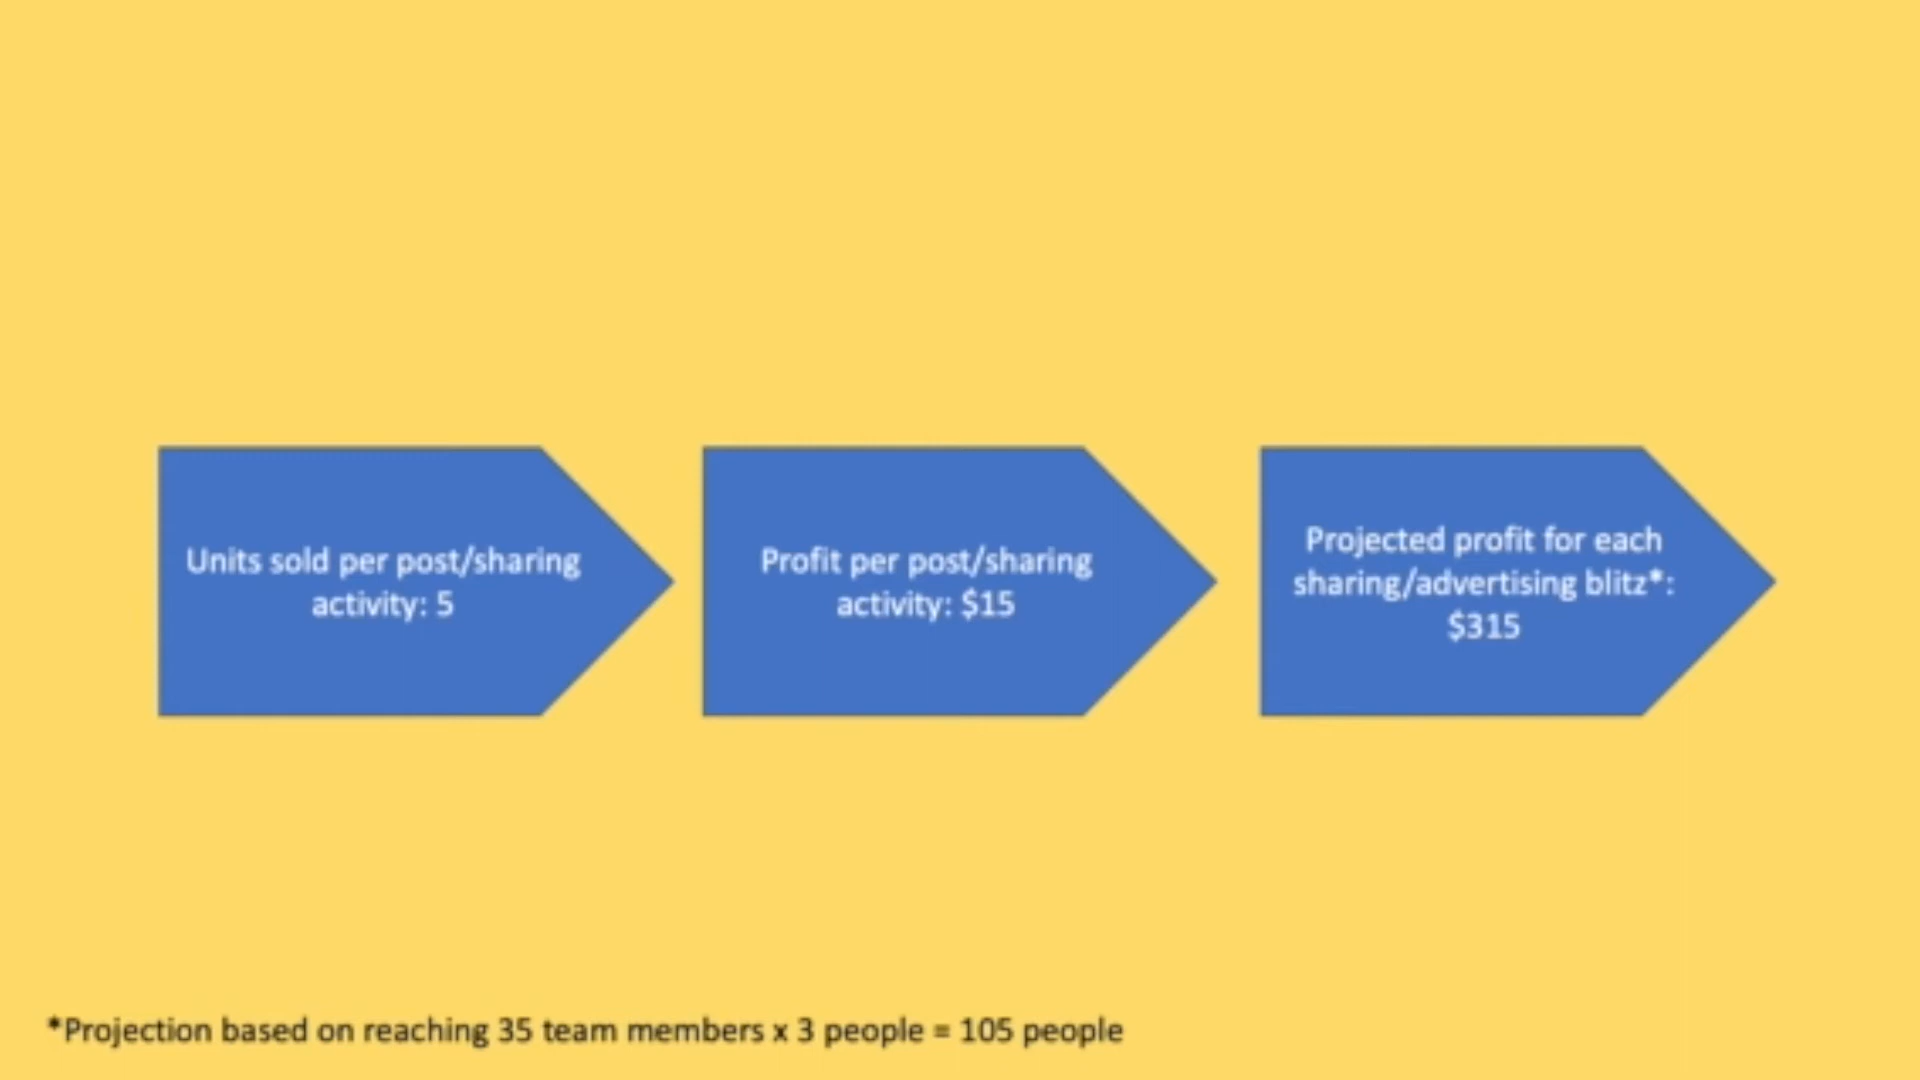 Units sold per post/sharing
activity: 5
Profit per post/sharing
activity: $15
Projected profit for each
sharing/advertising blitz*:
$315
*Projection based on reaching 35 team members x 3 people = 105 people